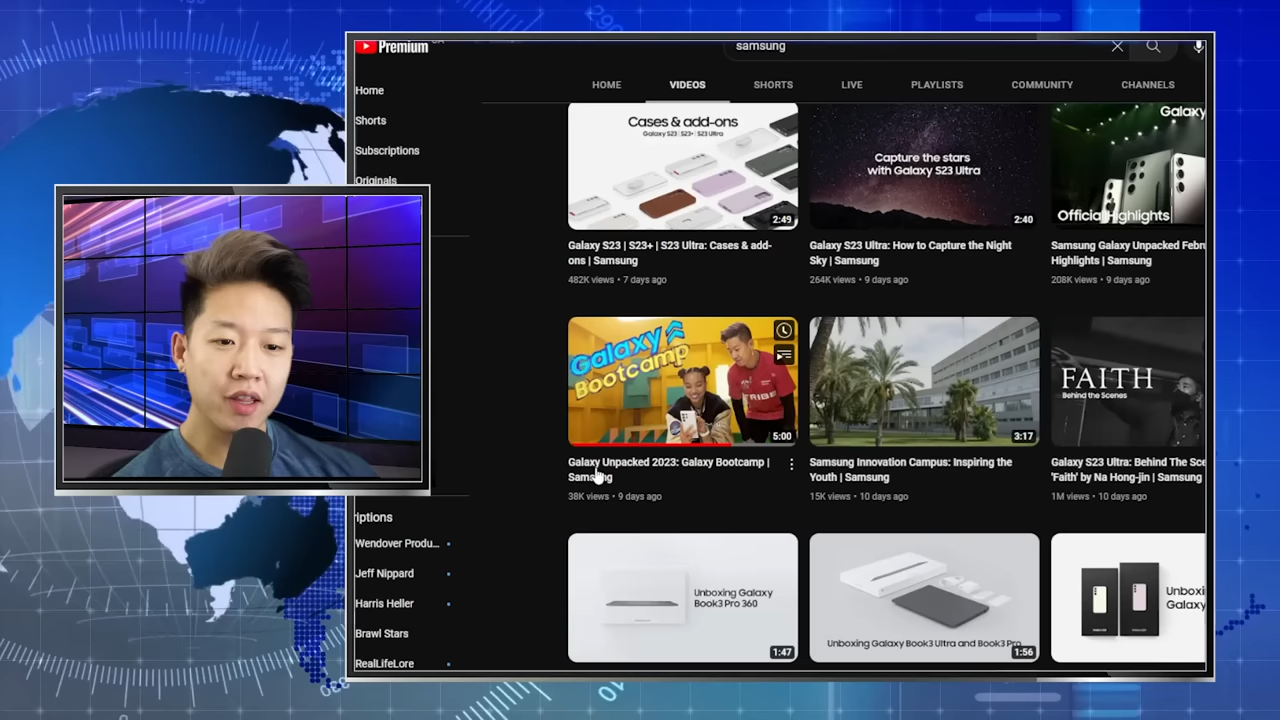 Premium
CA
samsung
HOME VIDEOS SHORTS LIVE PLAYLISTS COMMUNITY CHANNELS
Home
Shorts
Subscriptions
Originals
Cases & add-ons
Galaxy S23 | S23+ | S23 Ultra
2:49
Galaxy S23 | S23+ | S23 Ultra: Cases & add-
ons | Samsung
482K views • 7 days ago
Capture the stars
with Galaxy S23 Ultra
2:40
Galaxy S23 Ultra: How to Capture the Night
Sky | Samsung
264K views • 9 days ago
Galaxy
Official Highlights
Samsung Galaxy Unpacked Febr
Highlights | Samsung
208K views • 9 days ago
Galaxy
Bootcamp
TRIBE
5:00
Galaxy Unpacked 2023: Galaxy Bootcamp |
Samsung
38K views • 9 days ago
3:17
Samsung Innovation Campus: Inspiring the
Youth | Samsung
15K views • 10 days ago
FAITH
Behind the Scenes
Galaxy S23 Ultra: Behind The Sce
'Faith' by Na Hong-jin | Samsung
1M views • 10 days ago
riptions
Wendover Produ...
Jeff Nippard
Harris Heller
Brawl Stars
RealLifeLore
Unboxing Galaxy
Book3 Pro 360
1:47
Unboxing Galaxy Book3 Ultra and Book3 Pro
1:56
Unboxi
Galaxy